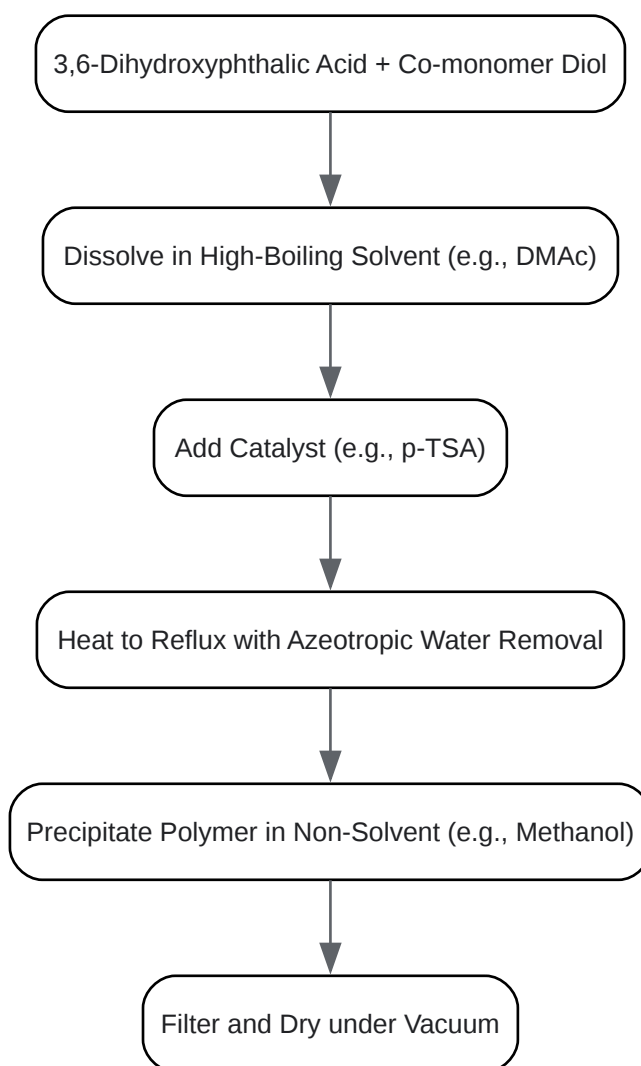 3,6-Dihydroxyphthalic Acid + Co-monomer Diol
Dissolve in High-Boiling Solvent (e.g., DMAc)
Add Catalyst (e.g., p-TSA)
Heat to Reflux with Azeotropic Water Removal
Precipitate Polymer in Non-Solvent (e.g., Methanol)
Filter and Dry under Vacuum